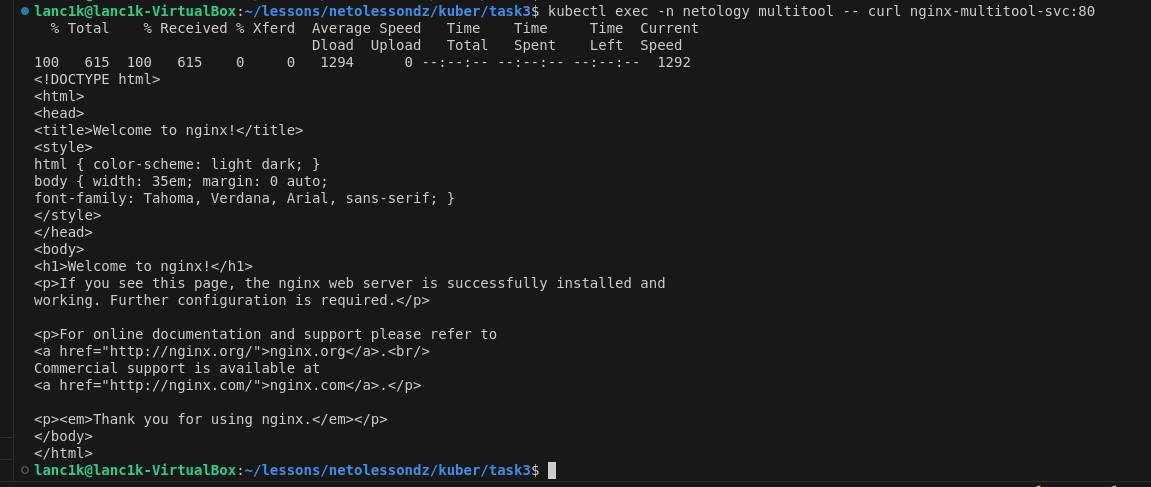 lanc1k@lanc1k-VirtualBox:~/lessons/netolessondz/kuber/task3$ kubectl exec -n netology multitool -- curl nginx-multitool-svc:80
  % Total    % Received % Xferd  Average Speed   Time    Time     Time  Current
                                 Dload  Upload   Total   Spent    Left  Speed
100   615  100   615    0     0   1294      0 --:--:-- --:--:-- --:--:--  1292
<!DOCTYPE html>
<html>
<head>
<title>Welcome to nginx!</title>
<style>
html { color-scheme: light dark; }
body { width: 35em; margin: 0 auto;
font-family: Tahoma, Verdana, Arial, sans-serif; }
</style>
</head>
<body>
<h1>Welcome to nginx!</h1>
<p>If you see this page, the nginx web server is successfully installed and
working. Further configuration is required.</p>

<p>For online documentation and support please refer to
<a href="http://nginx.org/">nginx.org</a>.<br/>
Commercial support is available at
<a href="http://nginx.com/">nginx.com</a>.</p>

<p><em>Thank you for using nginx.</em></p>
</body>
</html>
lanc1k@lanc1k-VirtualBox:~/lessons/netolessondz/kuber/task3$